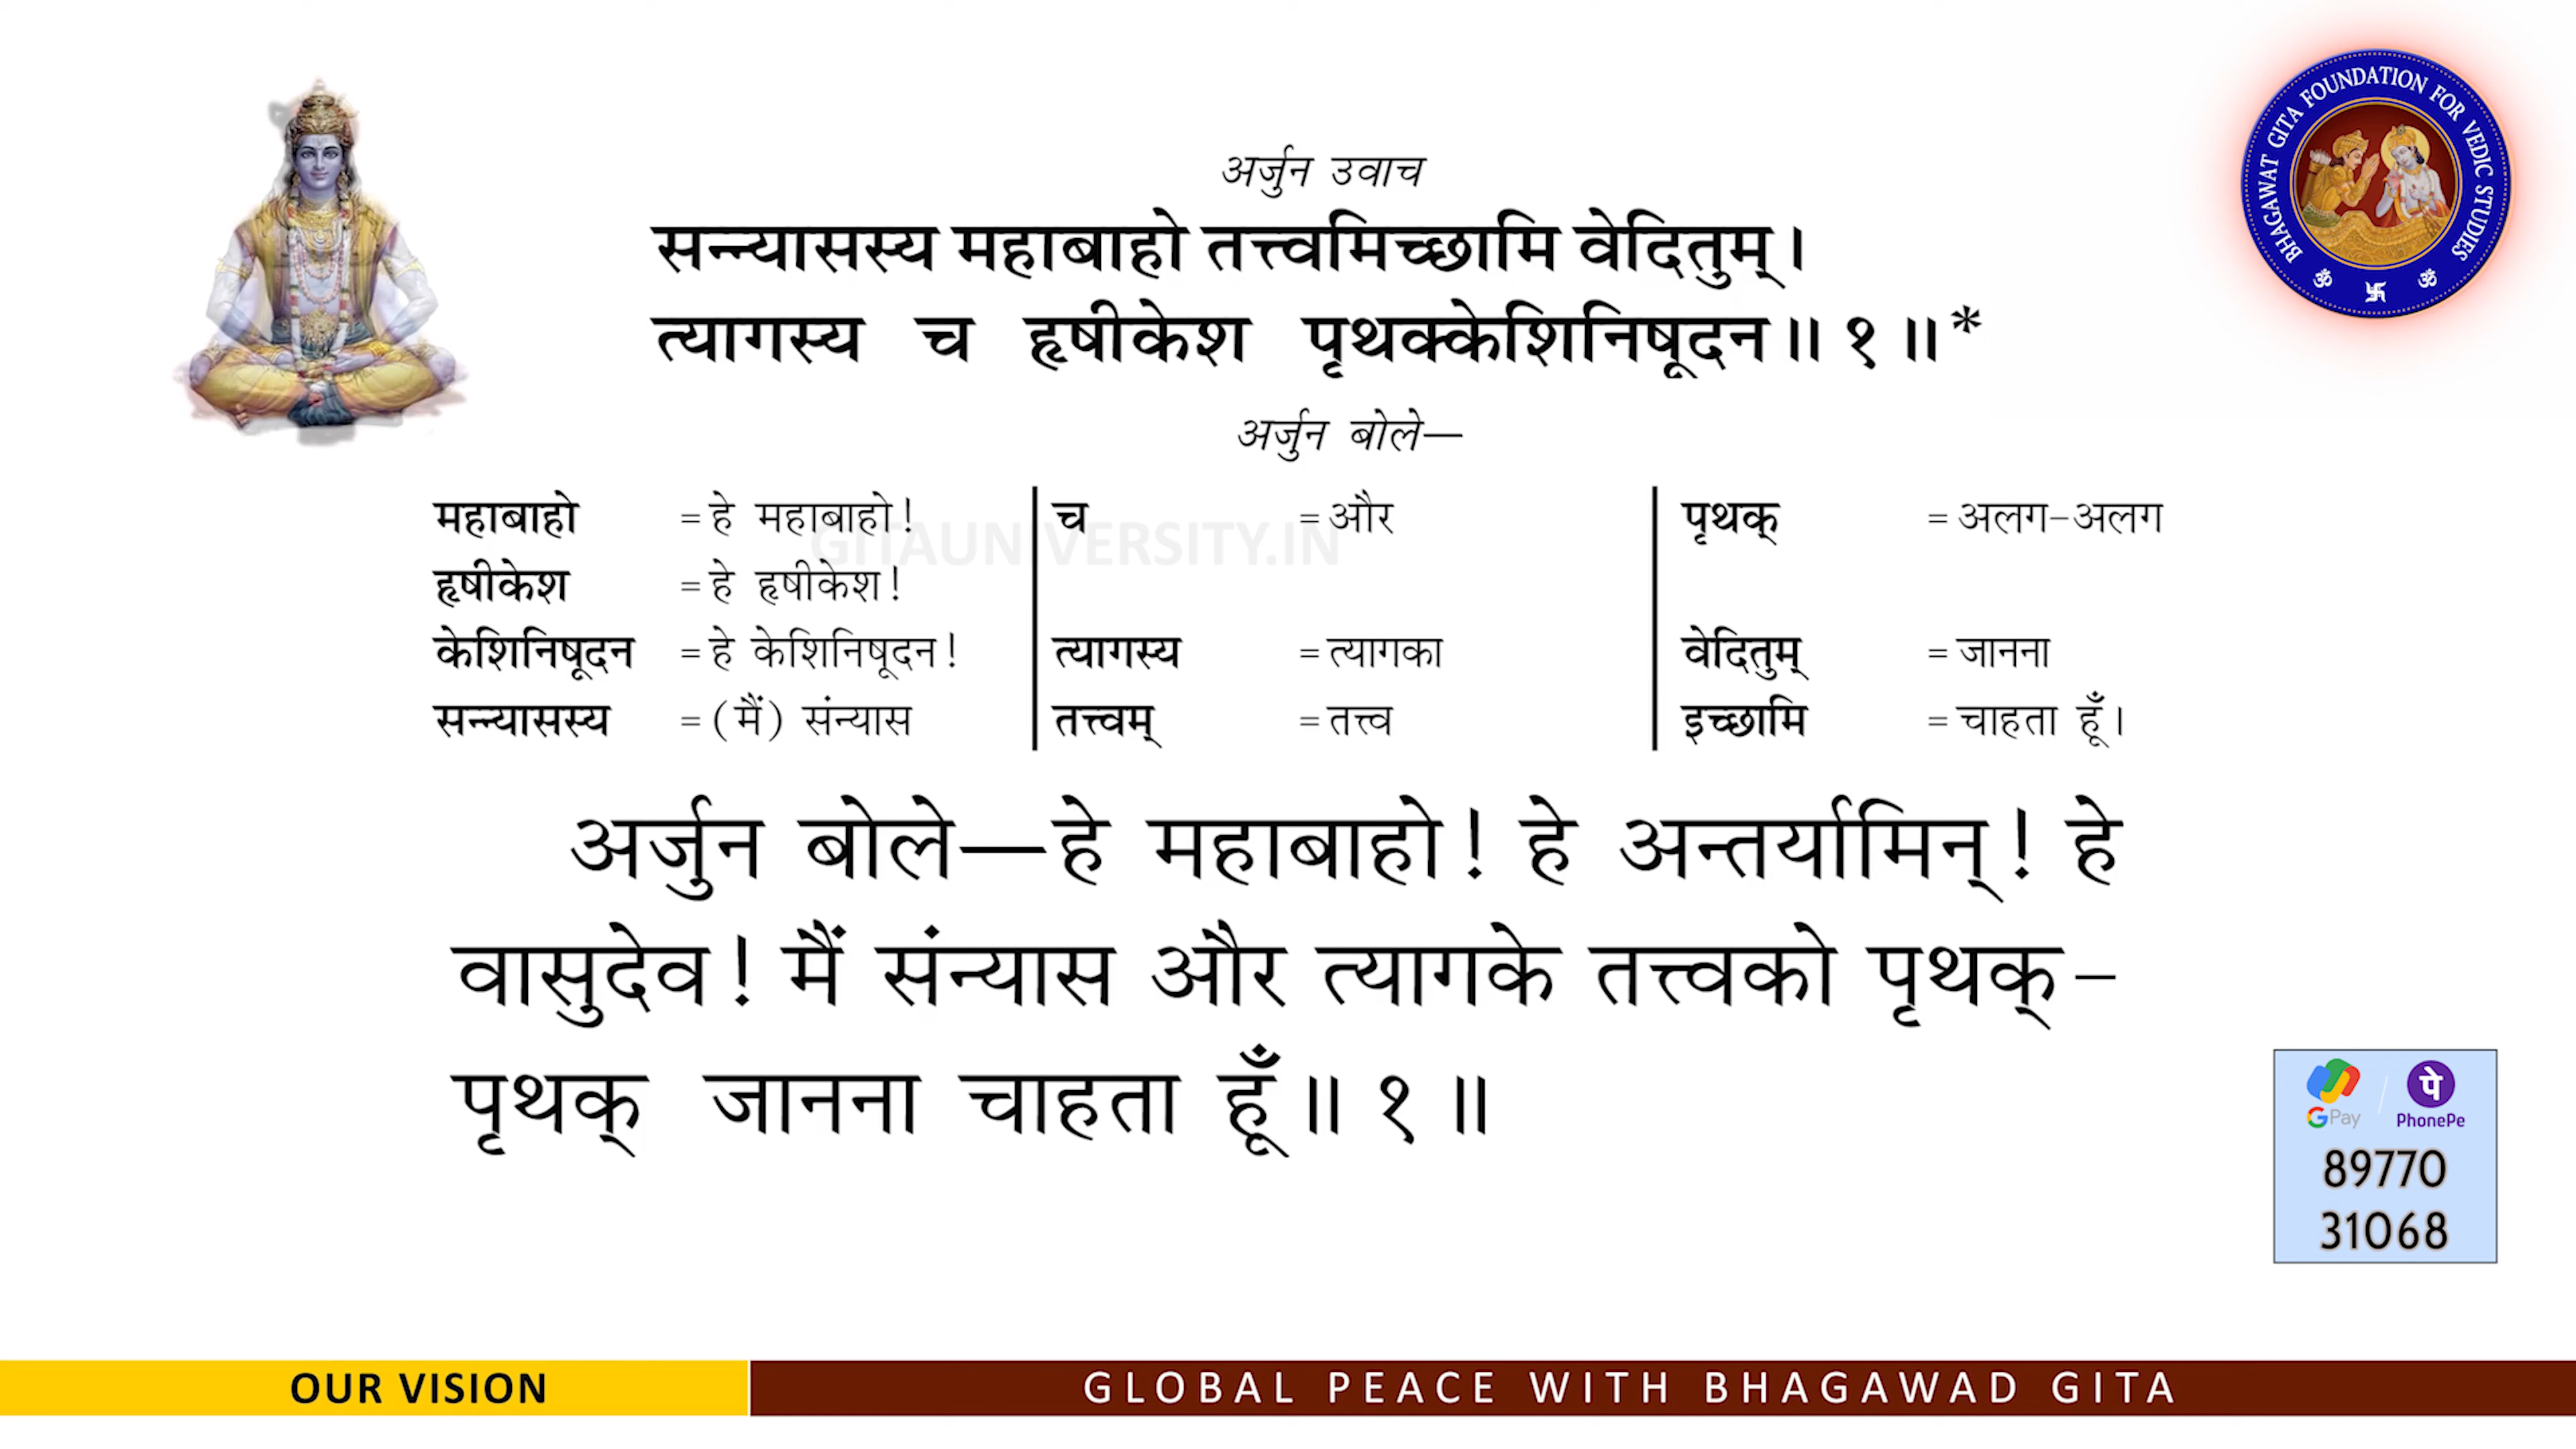 BHAGAWAT GITA FOUNDATION FOR VEDIC STUDIES
ॐ 卐 ॐ
अर्जुन उवाच
सन्न्यासस्य महाबाहो तत्त्वमिच्छामि वेदितुम्।
त्यागस्य च हृषीकेश पृथक्केशिनिषूदन॥ १ ॥*
अर्जुन बोले—
महाबाहो = हे महाबाहो! च = और पृथक् = अलग-अलग
GITAUNIVERSITY.IN
हृषीकेश = हे हृषीकेश!
केशिनिषूदन = हे केशिनिषूदन! त्यागस्य = त्यागका वेदितुम् = जानना
सन्न्यासस्य = (मैं) संन्यास तत्त्वम् = तत्त्व इच्छामि = चाहता हूँ।
अर्जुन बोले—हे महाबाहो! हे अन्तर्यामिन्! हे
वासुदेव! मैं संन्यास और त्यागके तत्त्वको पृथक्-
पृथक् जानना चाहता हूँ॥ १ ॥
GPay पे PhonePe
89770
31068
OUR VISION GLOBAL PEACE WITH BHAGAWAD GITA